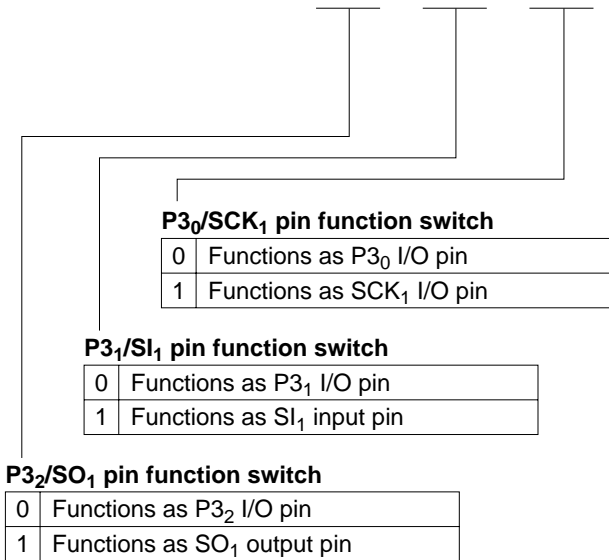 P3₀/SCK₁ pin function switch
0 Functions as P3₀ I/O pin
1 Functions as SCK₁ I/O pin
P3₁/SI₁ pin function switch
0 Functions as P3₁ I/O pin
1 Functions as SI₁ input pin
P3₂/SO₁ pin function switch
0 Functions as P3₂ I/O pin
1 Functions as SO₁ output pin